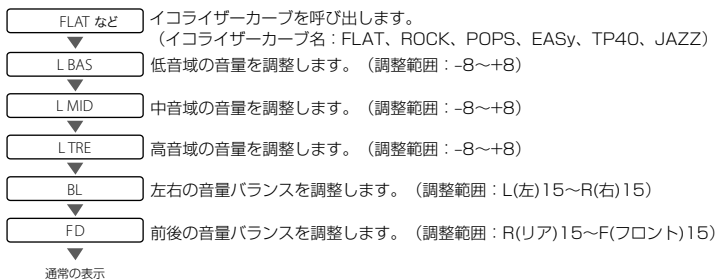 FLAT など イコライザーカーブを呼び出します。
（イコライザーカーブ名：FLAT、ROCK、POPS、EASy、TP40、JAZZ）
L BAS 低音域の音量を調整します。（調整範囲：–8～+8）
L MID 中音域の音量を調整します。（調整範囲：–8～+8）
L TRE 高音域の音量を調整します。（調整範囲：–8～+8）
BL 左右の音量バランスを調整します。（調整範囲：L(左)15～R(右)15）
FD 前後の音量バランスを調整します。（調整範囲：R(リア)15～F(フロント)15）
通常の表示